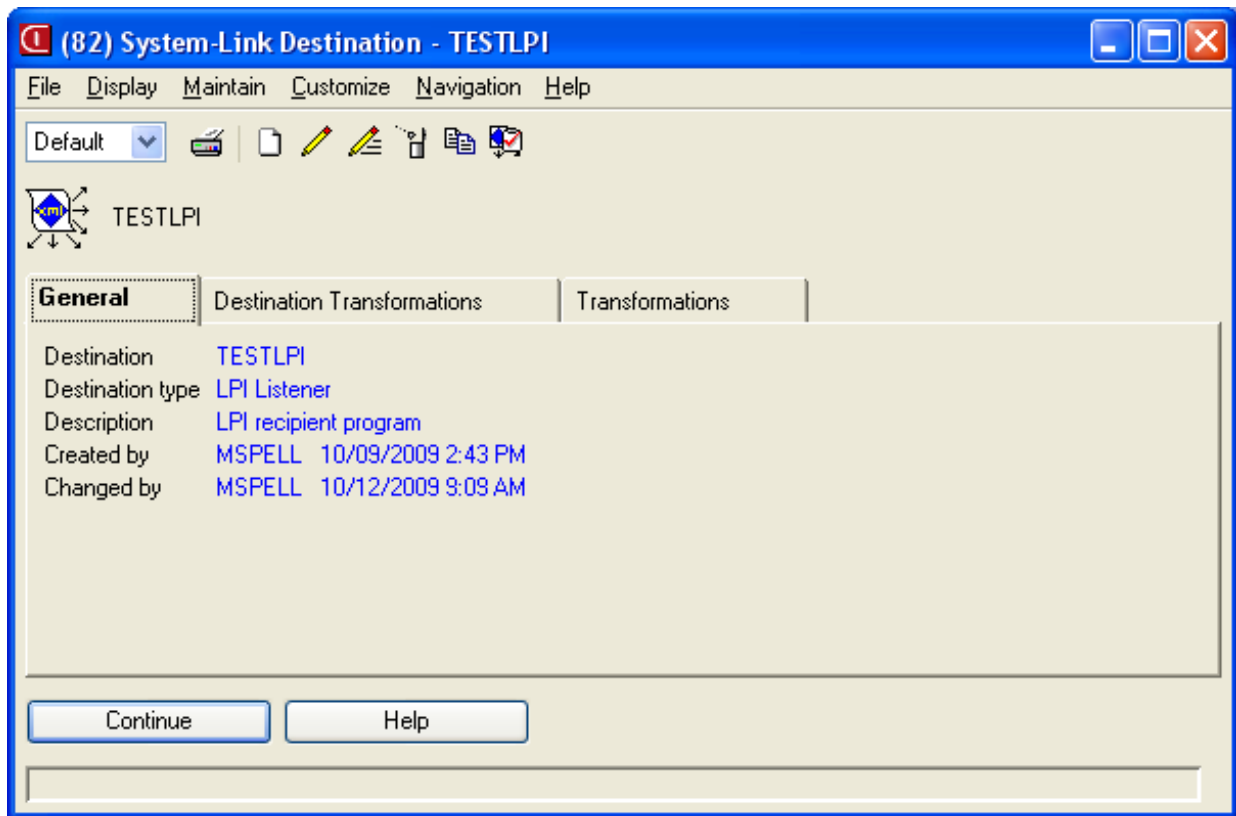 (82) System-Link Destination - TESTLPI
File Display Maintain Customize Navigation Help
Default
xml TESTLPI
General Destination Transformations Transformations
Destination TESTLPI
Destination type LPI Listener
Description LPI recipient program
Created by MSPELL 10/09/2009 2:43 PM
Changed by MSPELL 10/12/2009 9:09 AM
Continue Help